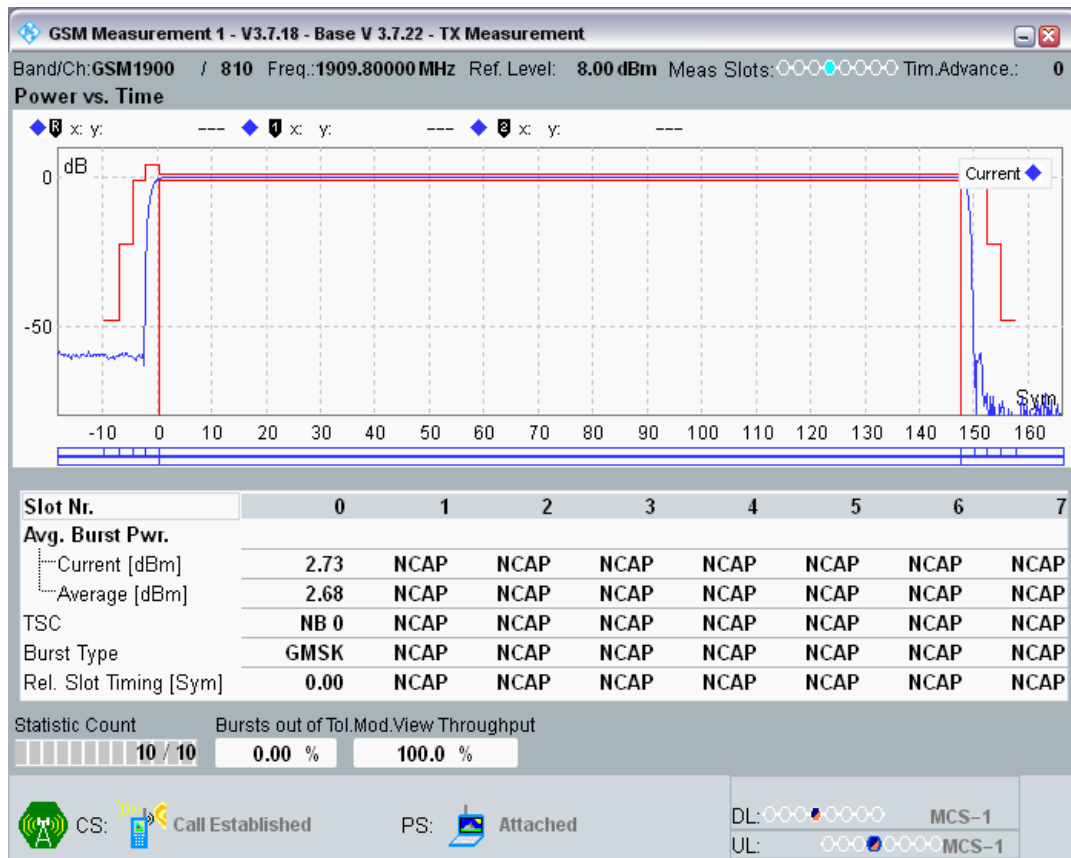 GSM Measurement 1 - V3.7.18 - Base V 3.7.22 - TX Measurement
Band/Ch:GSM1900 / 810 Freq.:1909.80000 MHz Ref. Level: 8.00 dBm Meas Slots: Tim.Advance.: 0
Power vs. Time
R x: y: --- 1 x: y: --- 2 x: y: ---
dB
Current
0
-50
Sym
-10 0 10 20 30 40 50 60 70 80 90 100 110 120 130 140 150 160
Slot Nr. 0 1 2 3 4 5 6 7
Avg. Burst Pwr.
Current [dBm] 2.73 NCAP NCAP NCAP NCAP NCAP NCAP NCAP
Average [dBm] 2.68 NCAP NCAP NCAP NCAP NCAP NCAP NCAP
TSC NB 0 NCAP NCAP NCAP NCAP NCAP NCAP NCAP
Burst Type GMSK NCAP NCAP NCAP NCAP NCAP NCAP NCAP
Rel. Slot Timing [Sym] 0.00 NCAP NCAP NCAP NCAP NCAP NCAP NCAP
Statistic Count Bursts out of Tol.Mod.View Throughput
10 / 10 0.00 % 100.0 %
CS: Call Established PS: Attached
DL: MCS-1
UL: MCS-1